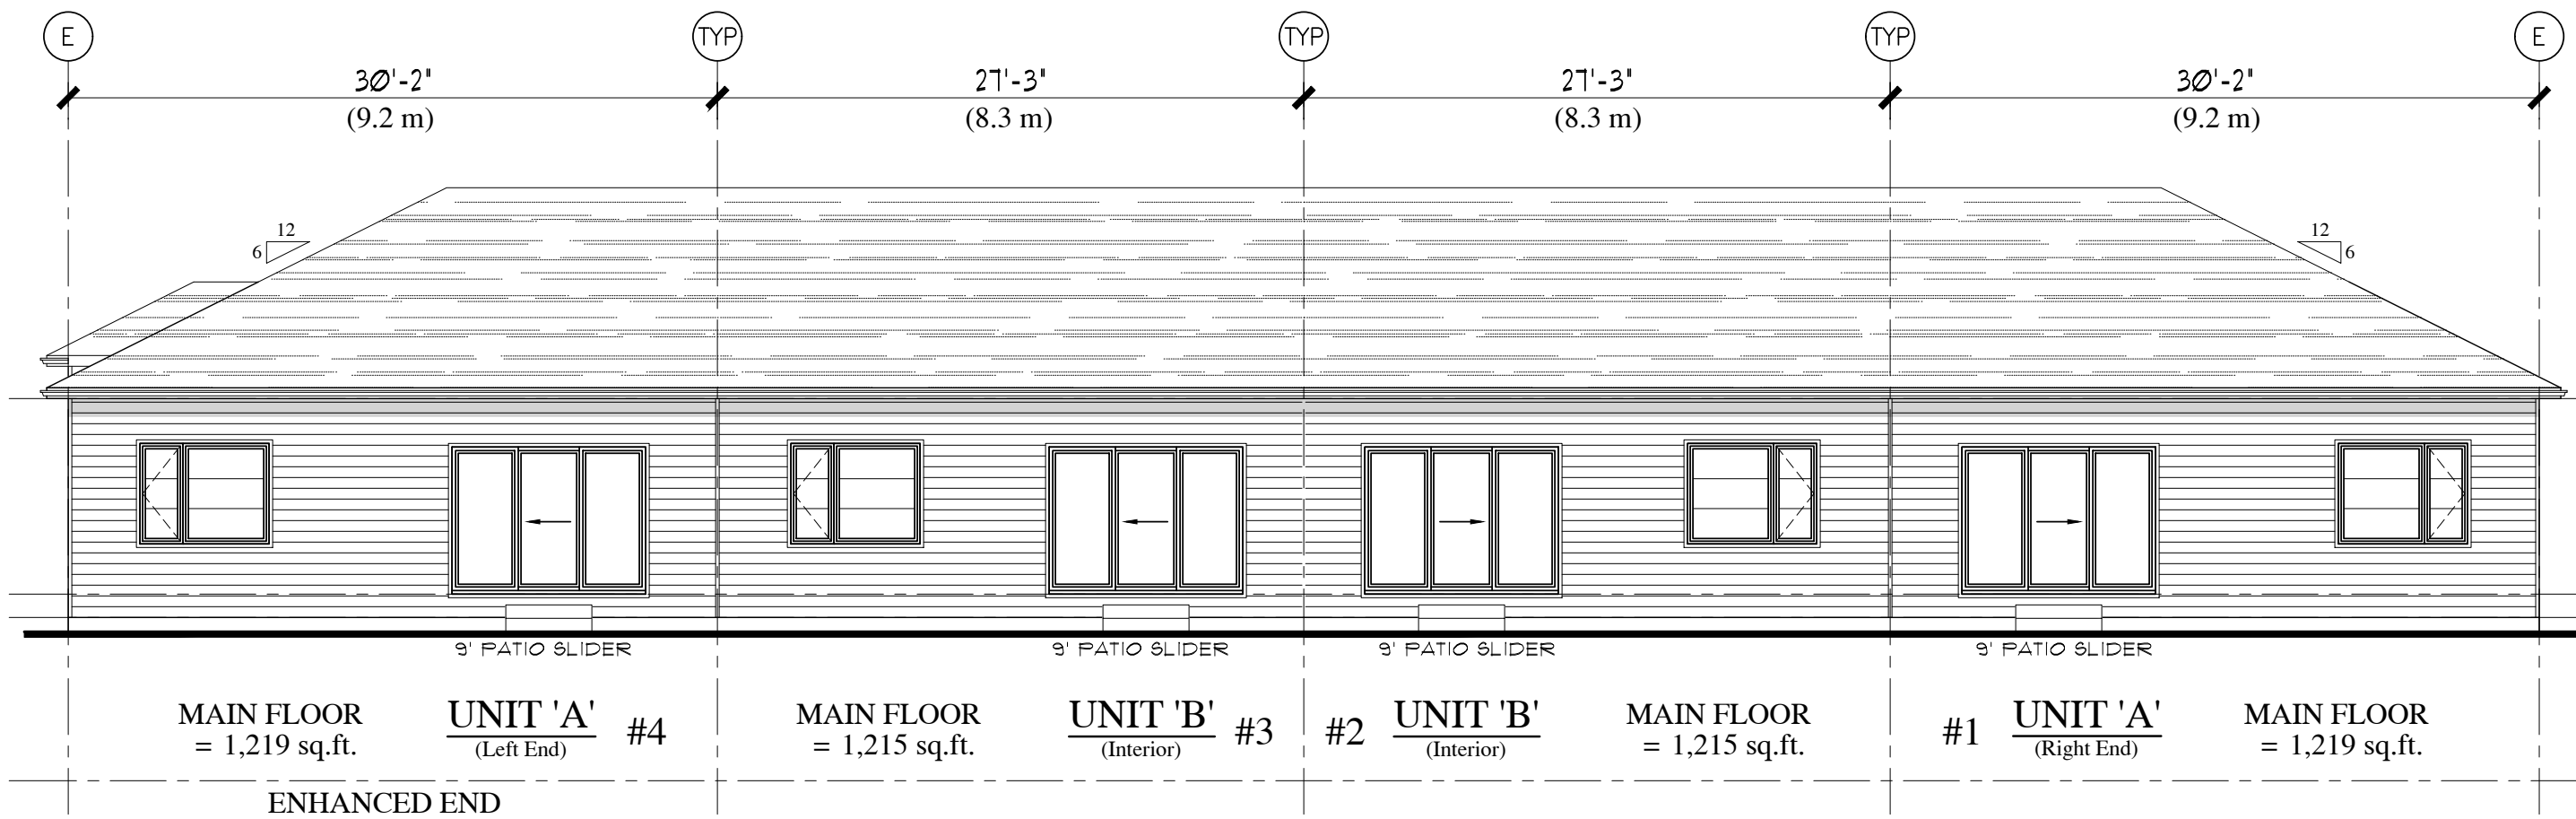 E TYP TYP TYP E
30'-2" 27'-3" 27'-3" 30'-2"
(9.2 m) (8.3 m) (8.3 m) (9.2 m)
12 12
6 6
9' PATIO SLIDER 9' PATIO SLIDER 9' PATIO SLIDER 9' PATIO SLIDER
MAIN FLOOR
= 1,219 sq.ft.
UNIT 'A'
(Left End)
#4
MAIN FLOOR
= 1,215 sq.ft.
UNIT 'B'
(Interior)
#3
#2
UNIT 'B'
(Interior)
MAIN FLOOR
= 1,215 sq.ft.
#1
UNIT 'A'
(Right End)
MAIN FLOOR
= 1,219 sq.ft.
ENHANCED END